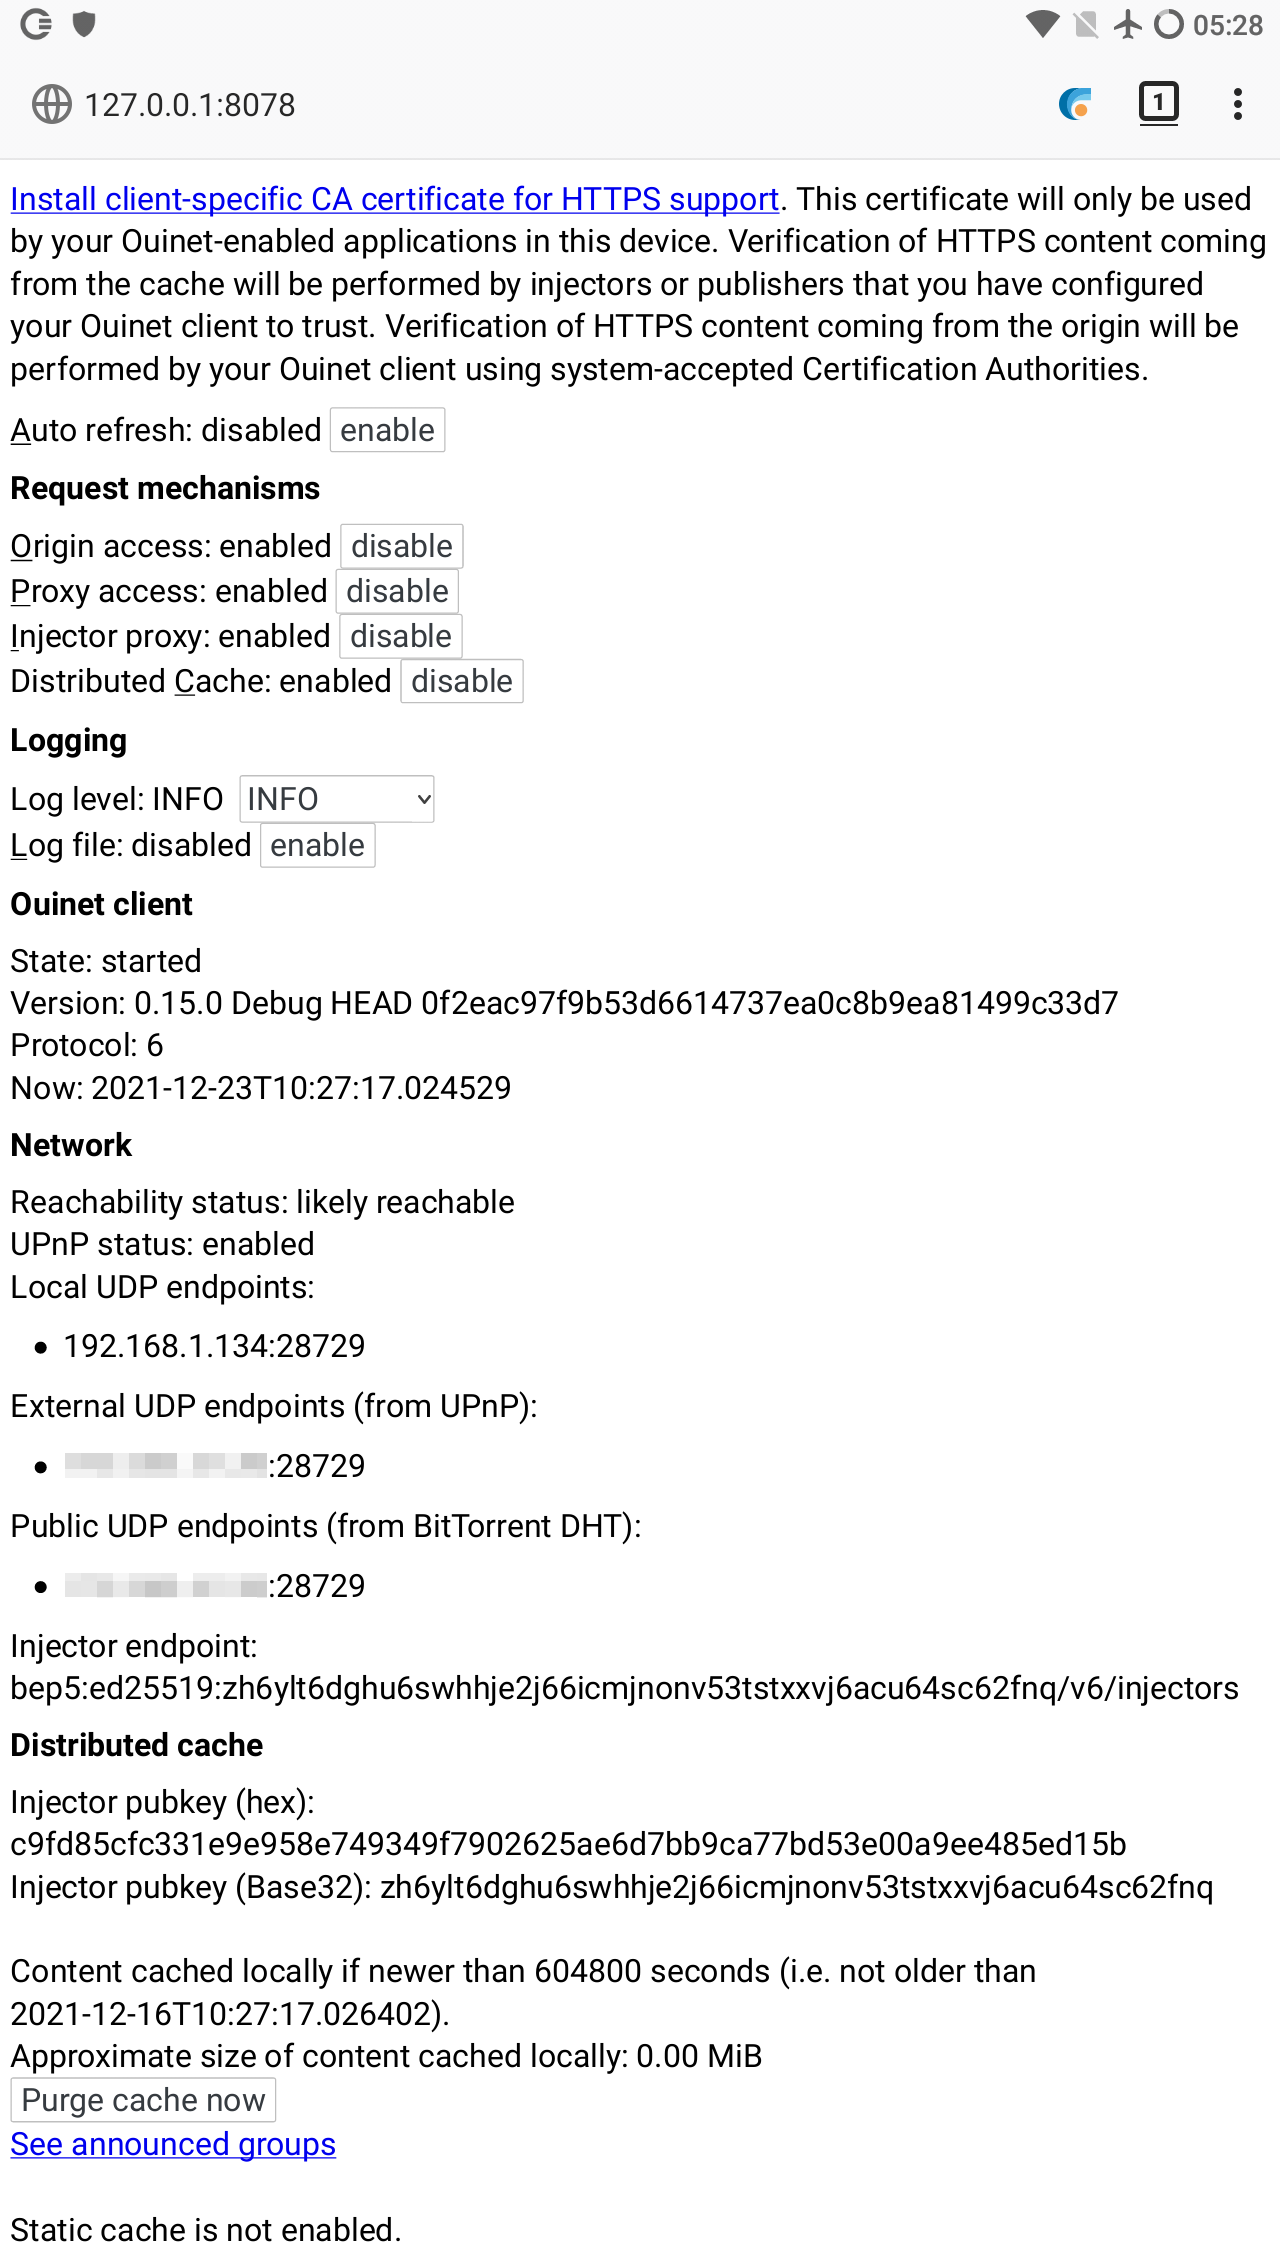 05:28
127.0.0.1:8078
1
Install client-specific CA certificate for HTTPS support. This certificate will only be used
by your Ouinet-enabled applications in this device. Verification of HTTPS content coming
from the cache will be performed by injectors or publishers that you have configured
your Ouinet client to trust. Verification of HTTPS content coming from the origin will be
performed by your Ouinet client using system-accepted Certification Authorities.
Auto refresh: disabled enable
Request mechanisms
Origin access: enabled disable
Proxy access: enabled disable
Injector proxy: enabled disable
Distributed Cache: enabled disable
Logging
Log level: INFO INFO
Log file: disabled enable
Ouinet client
State: started
Version: 0.15.0 Debug HEAD 0f2eac97f9b53d6614737ea0c8b9ea81499c33d7
Protocol: 6
Now: 2021-12-23T10:27:17.024529
Network
Reachability status: likely reachable
UPnP status: enabled
Local UDP endpoints:
• 192.168.1.134:28729
External UDP endpoints (from UPnP):
• :28729
Public UDP endpoints (from BitTorrent DHT):
• :28729
Injector endpoint:
bep5:ed25519:zh6ylt6dghu6swhhje2j66icmjnonv53tstxxvj6acu64sc62fnq/v6/injectors
Distributed cache
Injector pubkey (hex):
c9fd85cfc331e9e958e749349f7902625ae6d7bb9ca77bd53e00a9ee485ed15b
Injector pubkey (Base32): zh6ylt6dghu6swhhje2j66icmjnonv53tstxxvj6acu64sc62fnq
Content cached locally if newer than 604800 seconds (i.e. not older than
2021-12-16T10:27:17.026402).
Approximate size of content cached locally: 0.00 MiB
Purge cache now
See announced groups
Static cache is not enabled.